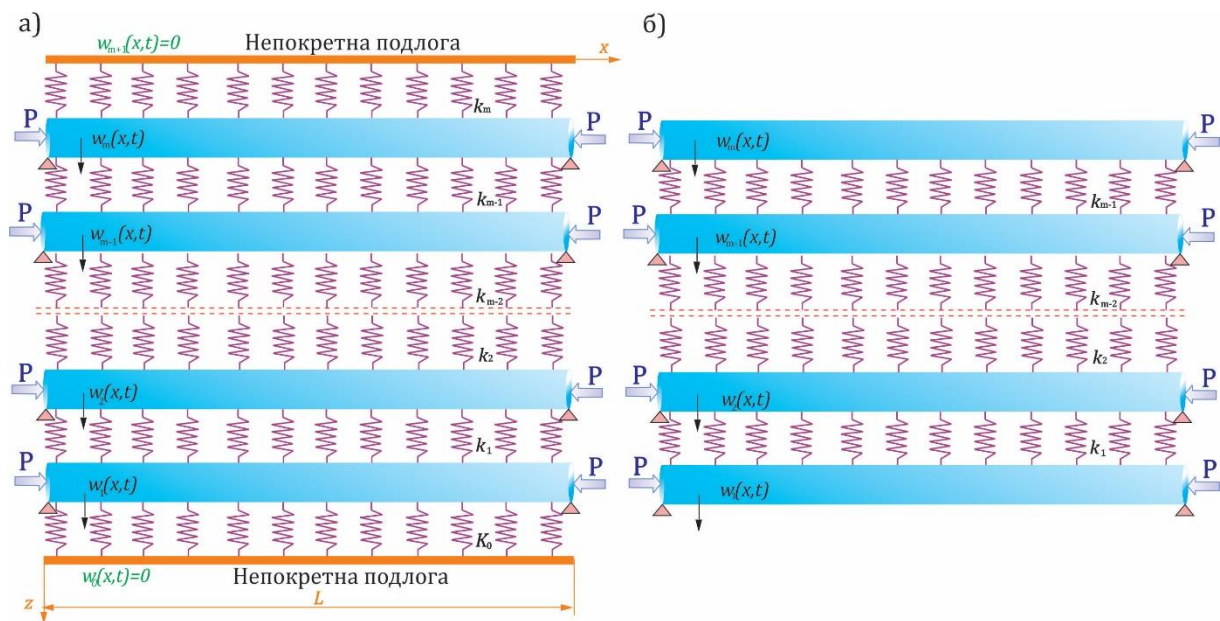 а)
w_{m+1}(x,t)=0 Непокретна подлога
x
k_m
P P
w_m(x,t)
k_{m-1}
P P
w_{m-1}(x,t)
k_{m-2}
k_2
P P
w_2(x,t)
k_1
P P
w_1(x,t)
K_0
w_0(x,t)=0 Непокретна подлога
z L
б)
P P
w_m(x,t)
k_{m-1}
P P
w_{m-1}(x,t)
k_{m-2}
k_2
P P
w_2(x,t)
k_1
P P
w_1(x,t)